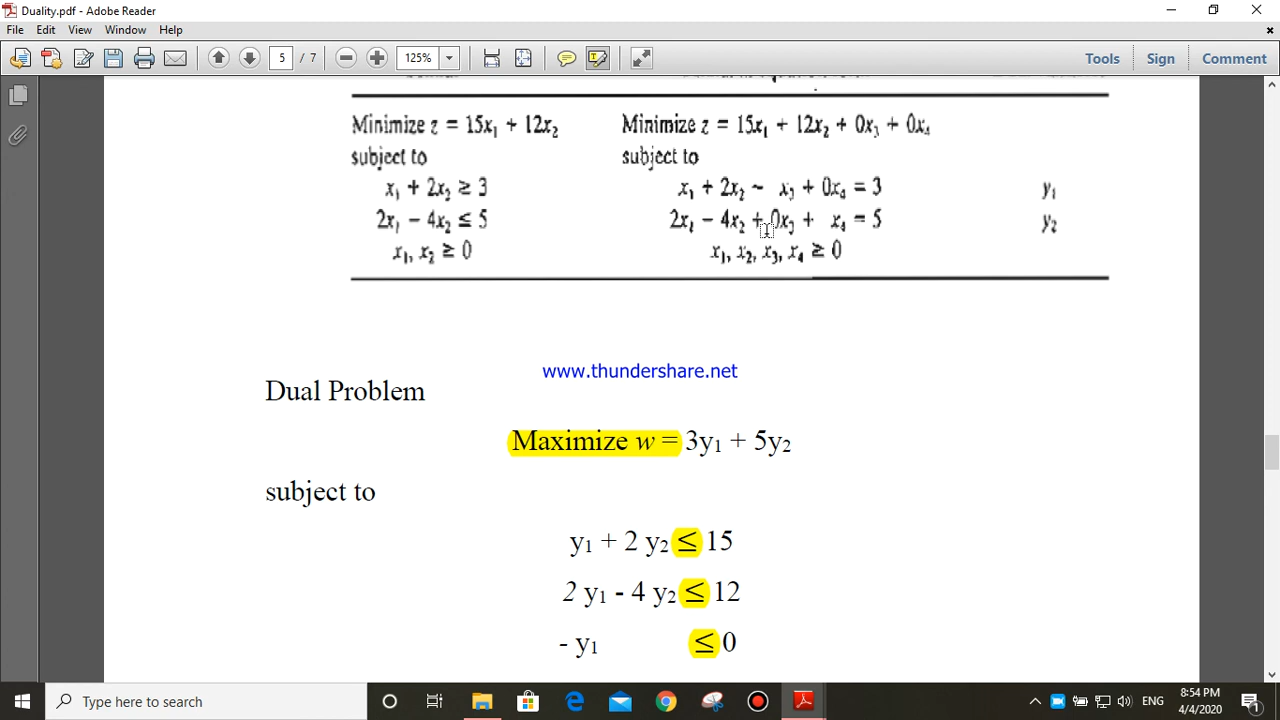 Duality.pdf - Adobe Reader
File Edit View Window Help
5 / 7 125% Tools Sign Comment
Minimize z = 15x₁ + 12x₂
subject to
x₁ + 2x₂ ≥ 3
2x₁ - 4x₂ ≤ 5
x₁, x₂ ≥ 0
Minimize z = 15x₁ + 12x₂ + 0x₃ + 0x₄
subject to
x₁ + 2x₂ - x₃ + 0x₄ = 3
2x₁ - 4x₂ + 0x₃ + x₄ = 5
x₁, x₂, x₃, x₄ ≥ 0
y₁
y₂
www.thundershare.net
Dual Problem
Maximize w = 3y₁ + 5y₂
subject to
y₁ + 2 y₂ ≤ 15
2 y₁ - 4 y₂ ≤ 12
- y₁ ≤ 0
Type here to search
ENG
8:54 PM
4/4/2020
1